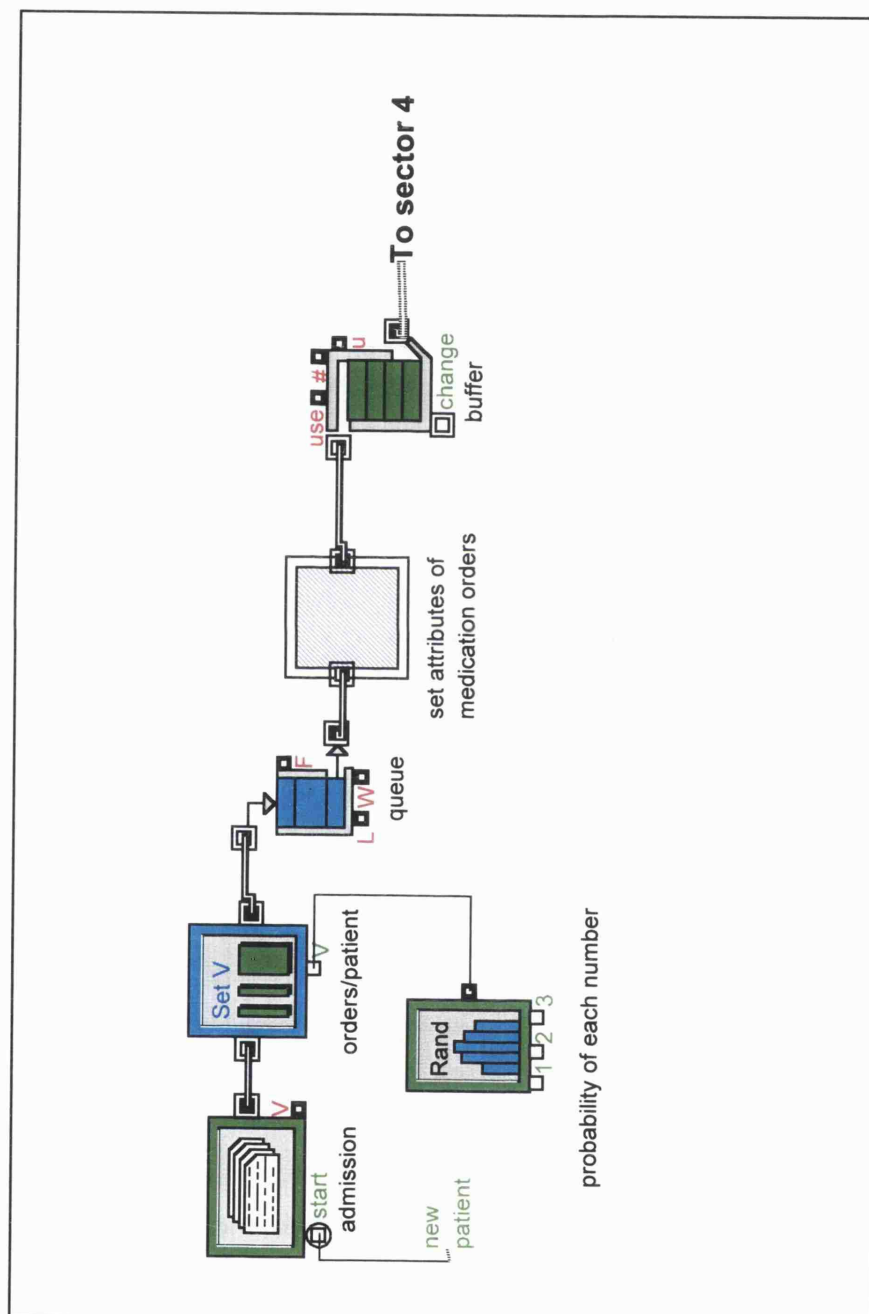 new
patient
start
V
admission
Set V
V
orders/patient
Rand
1 2 3
probability of each number
F
L W
queue
set attributes of
medication orders
use #
u
change
buffer
To sector 4